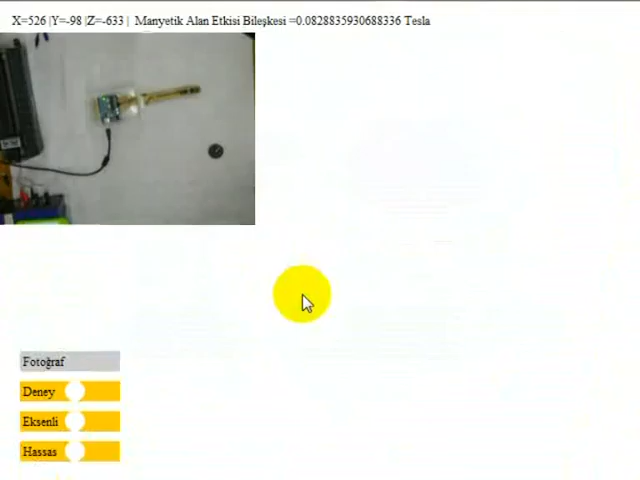 X=526 |Y=-98 |Z=-633 | Manyetik Alan Etkisi Bileşkesi =0.0828835930688336 Tesla
Fotoğraf
Deney
Eksenli
Hassas